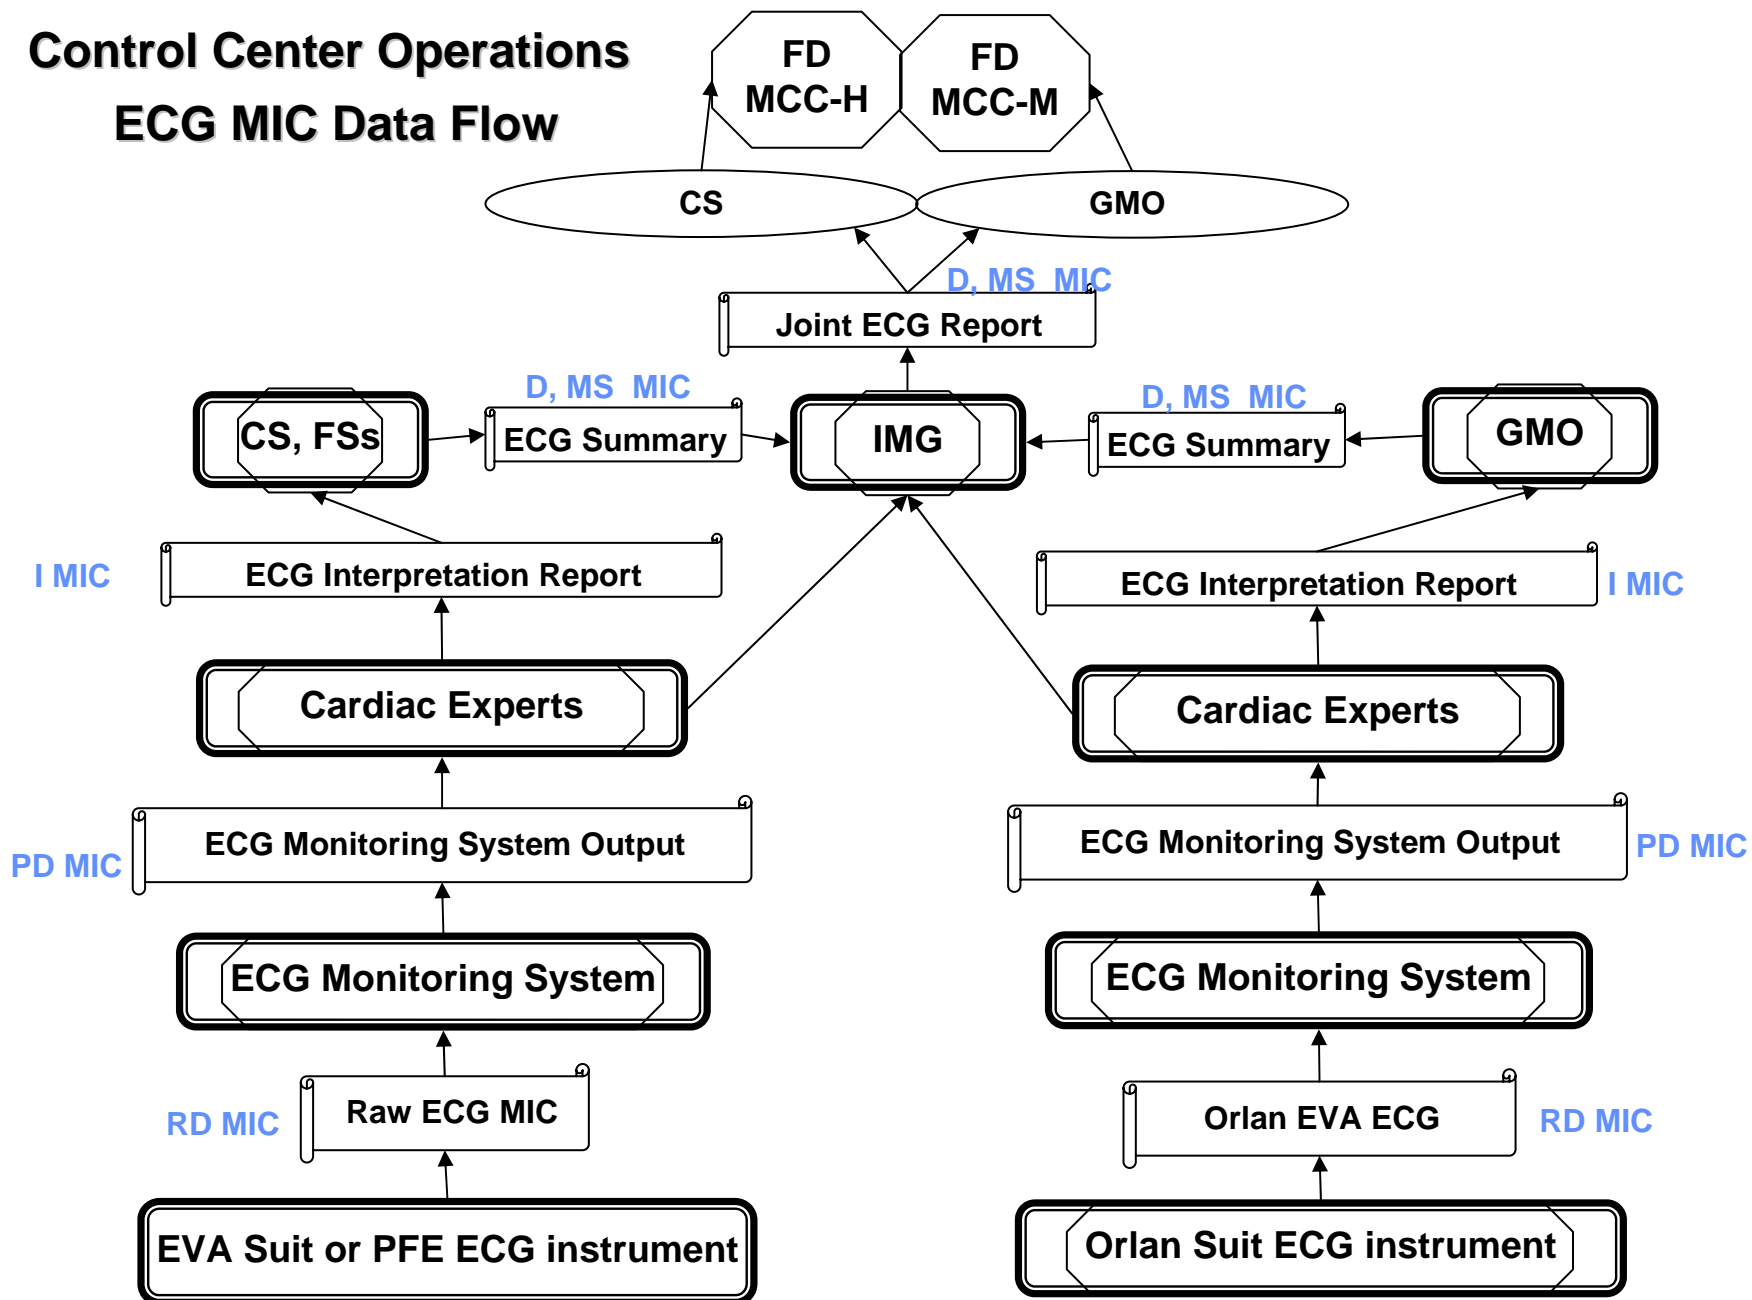 Control Center Operations
ECG MIC Data Flow
FD
MCC-H
FD
MCC-M
CS
GMO
D, MS  MIC
Joint ECG Report
CS, FSs
D, MS  MIC
ECG Summary
IMG
D, MS  MIC
ECG Summary
GMO
I MIC
ECG Interpretation Report
ECG Interpretation Report
I MIC
Cardiac Experts
Cardiac Experts
PD MIC
ECG Monitoring System Output
ECG Monitoring System Output
PD MIC
ECG Monitoring System
ECG Monitoring System
RD MIC
Raw ECG MIC
Orlan EVA ECG
RD MIC
EVA Suit or PFE ECG instrument
Orlan Suit ECG instrument